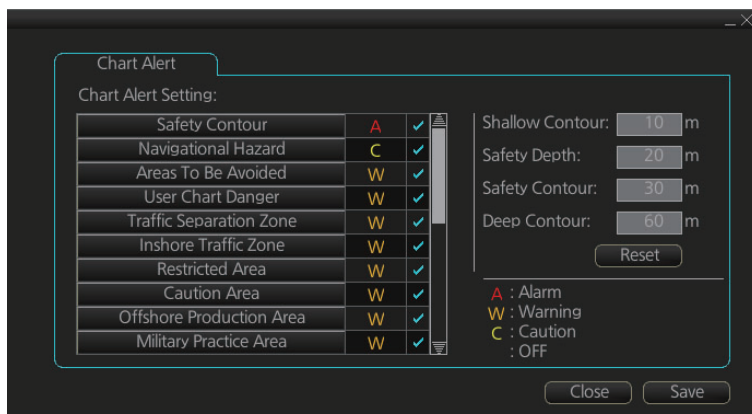 Chart Alert
Chart Alert Setting:
Safety Contour A
Navigational Hazard C
Areas To Be Avoided W
User Chart Danger W
Traffic Separation Zone W
Inshore Traffic Zone W
Restricted Area W
Caution Area W
Offshore Production Area W
Military Practice Area W
Shallow Contour: 10 m
Safety Depth: 20 m
Safety Contour: 30 m
Deep Contour: 60 m
Reset
A : Alarm
W : Warning
C : Caution
: OFF
Close Save